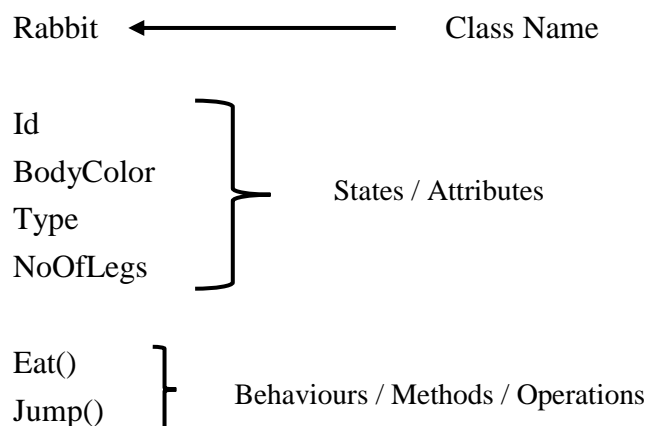 Rabbit Class Name
Id
BodyColor
Type
NoOfLegs
States / Attributes
Eat()
Jump()
Behaviours / Methods / Operations